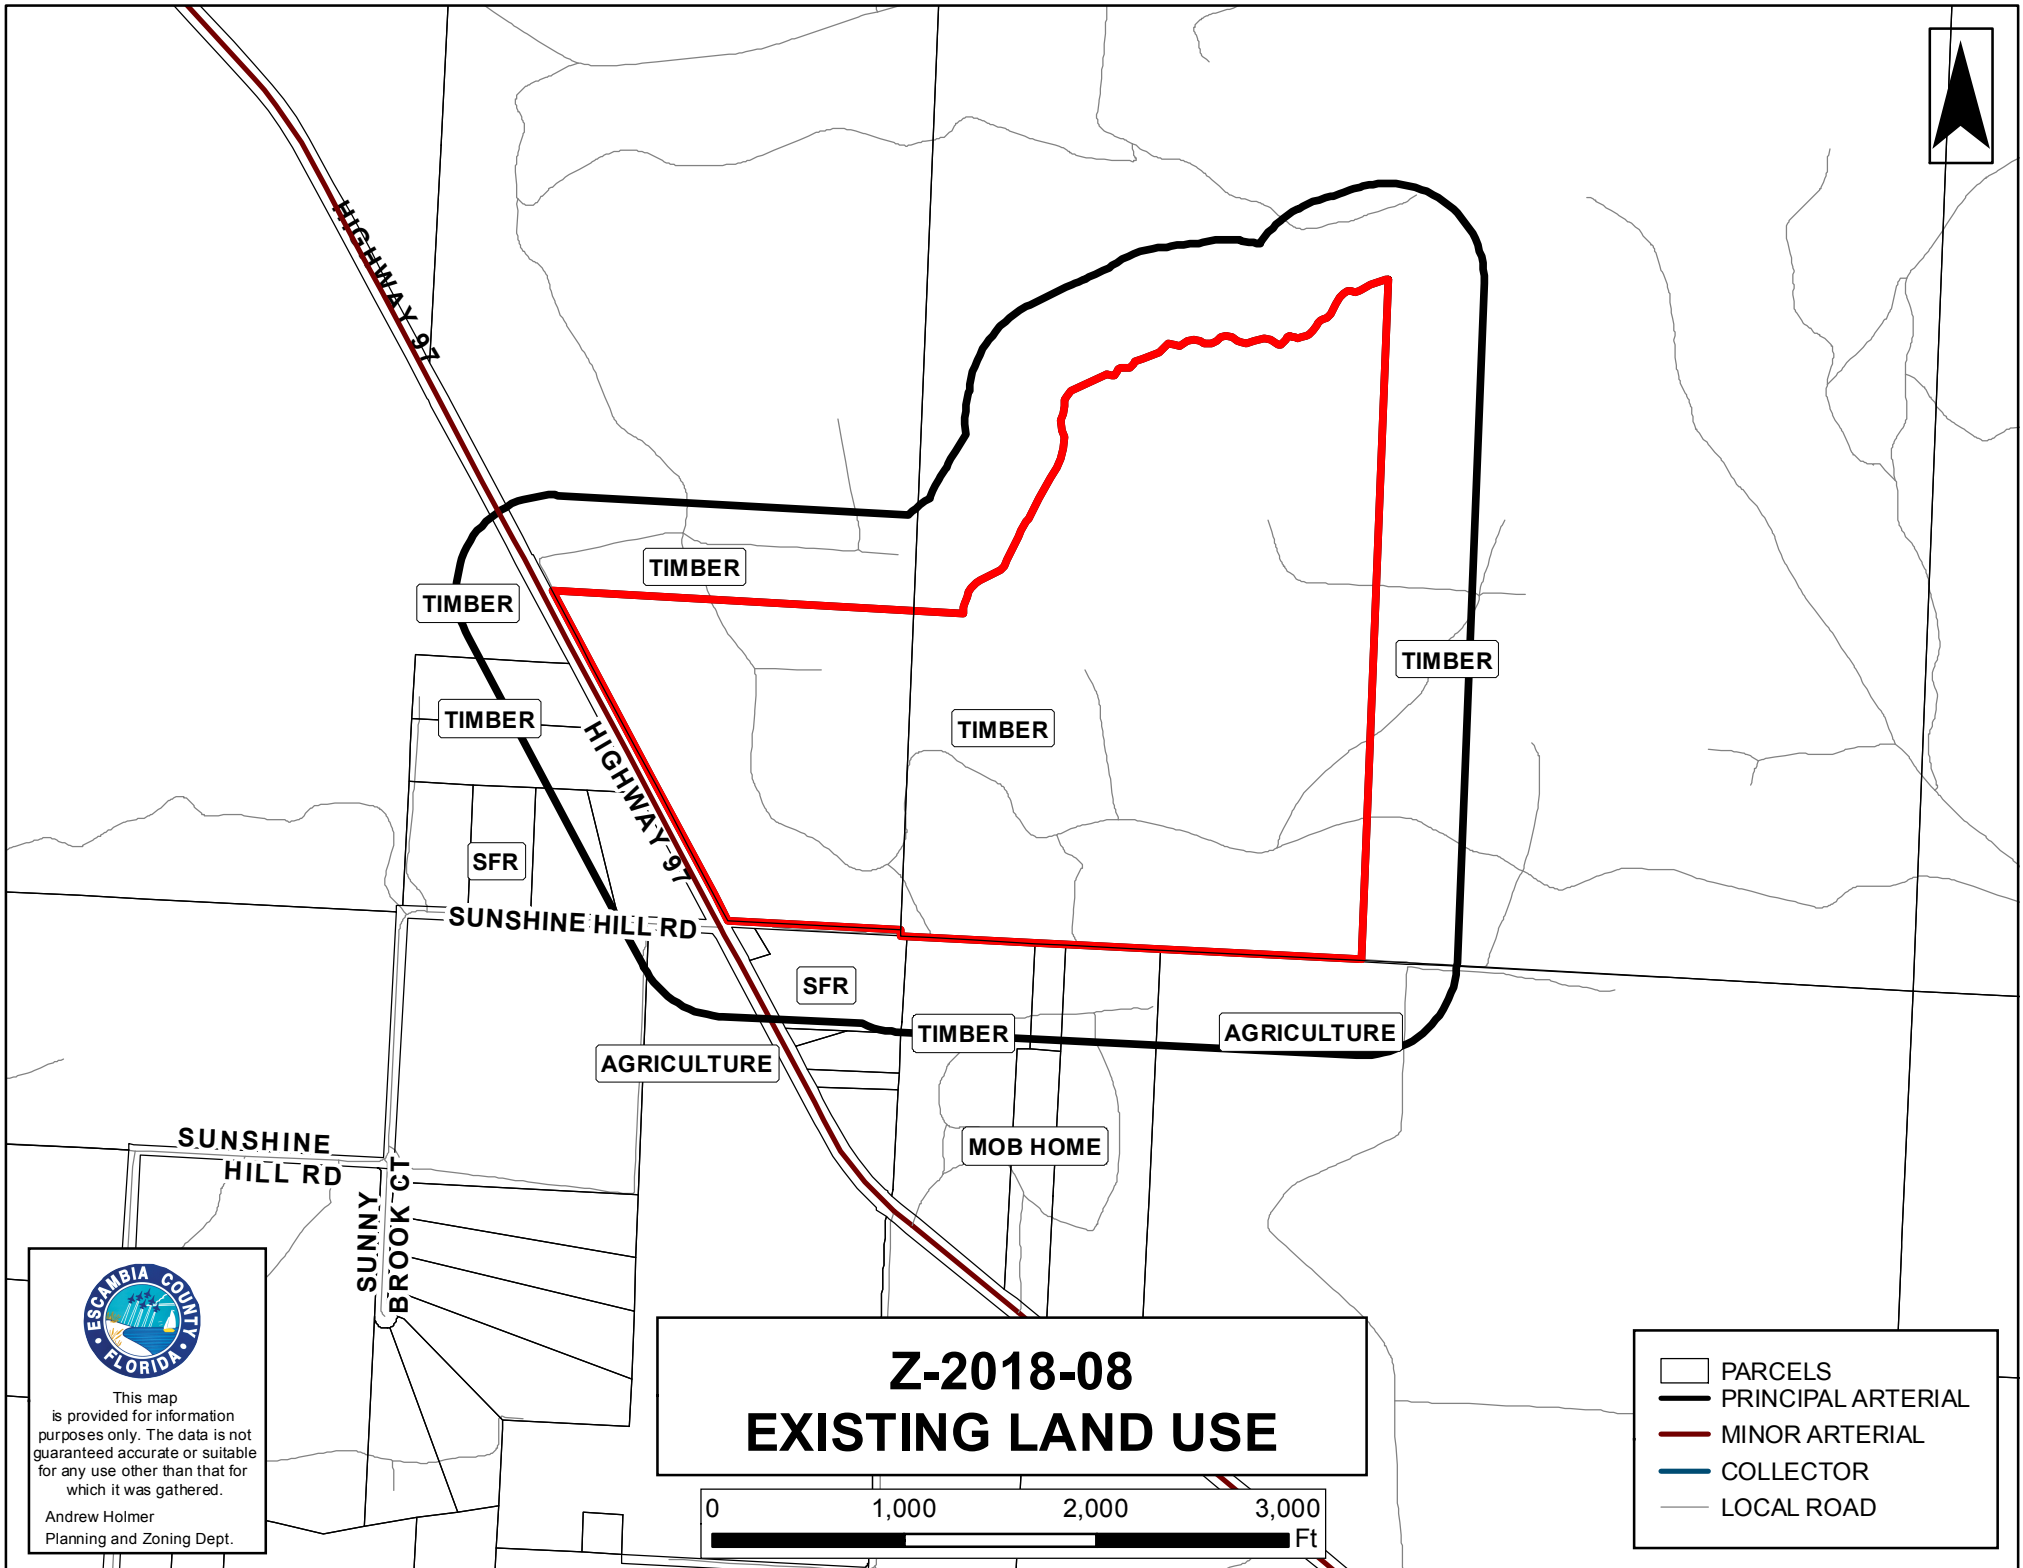 HIGHWAY 97
TIMBER
TIMBER
TIMBER
TIMBER
TIMBER
HIGHWAY 97
SFR
SUNSHINE HILL RD
SFR
TIMBER
AGRICULTURE
AGRICULTURE
MOB HOME
SUNSHINE
HILL RD
SUNNY
BROOK CT
ESCAMBIA COUNTY
FLORIDA
This map
is provided for information
purposes only. The data is not
guaranteed accurate or suitable
for any use other than that for
which it was gathered.
Andrew Holmer
Planning and Zoning Dept.
Z-2018-08
EXISTING LAND USE
0 1,000 2,000 3,000
Ft
PARCELS
PRINCIPAL ARTERIAL
MINOR ARTERIAL
COLLECTOR
LOCAL ROAD